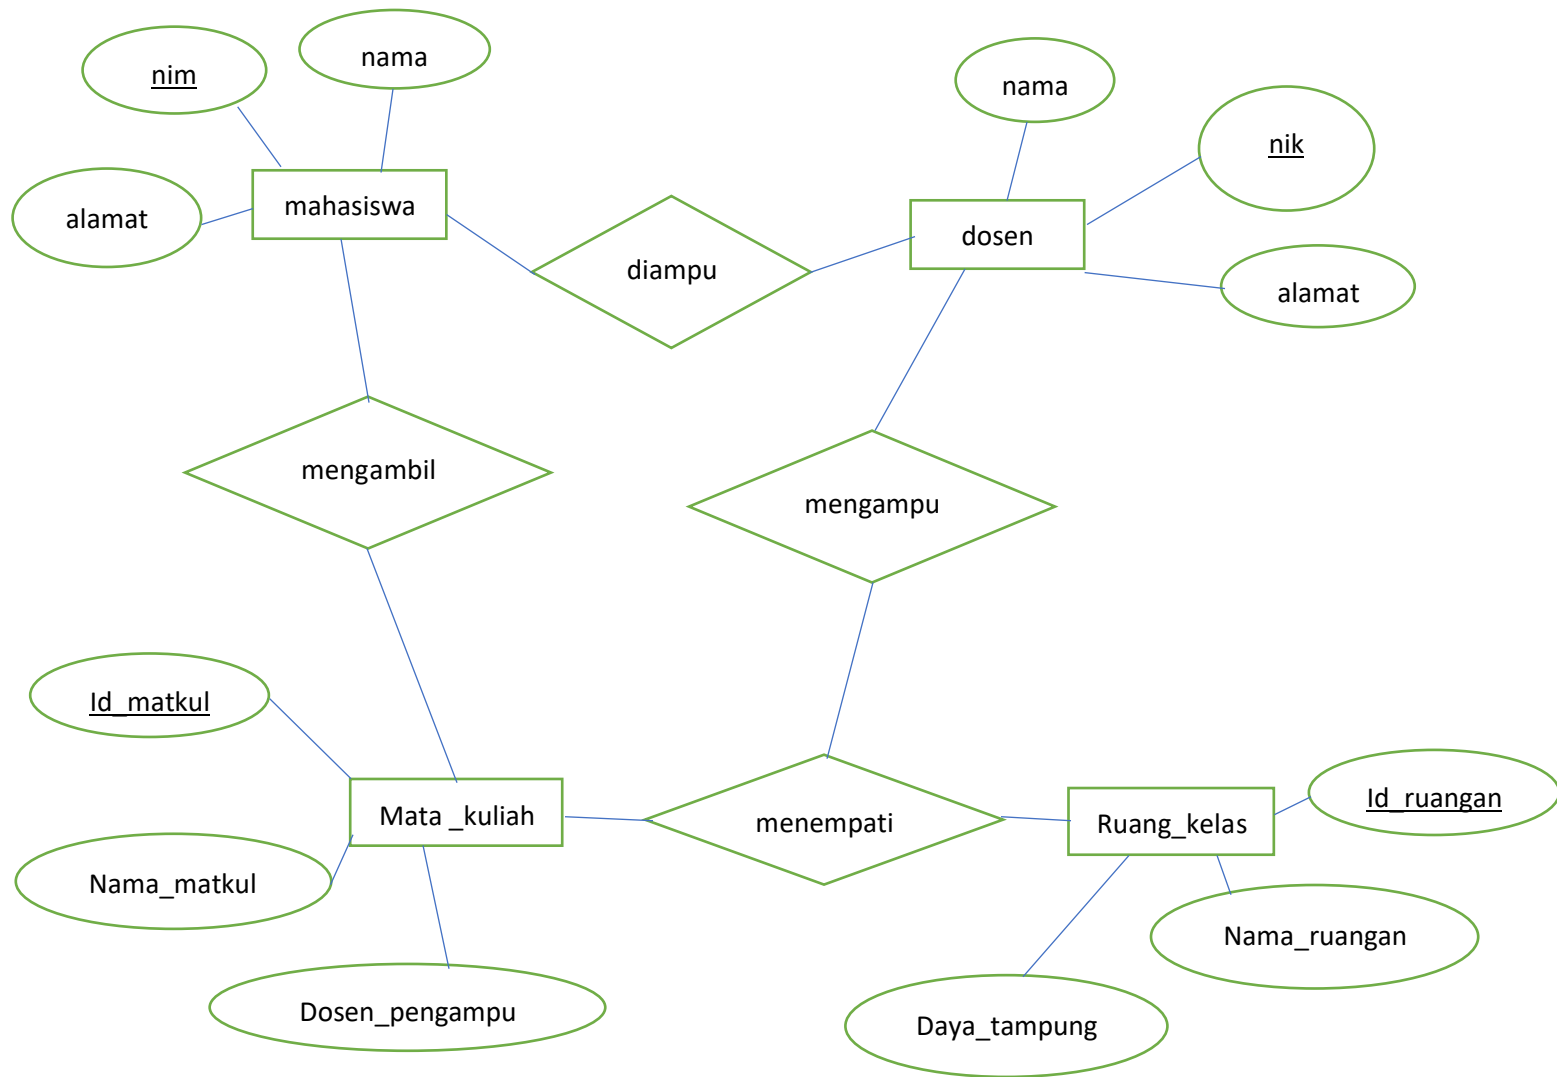 nama
nim
nama
nik
mahasiswa
alamat
dosen
diampu
alamat
mengambil
mengampu
Id_matkul
Id_ruangan
Mata _kuliah
menempati
Ruang_kelas
Nama_matkul
Nama_ruangan
Dosen_pengampu
Daya_tampung